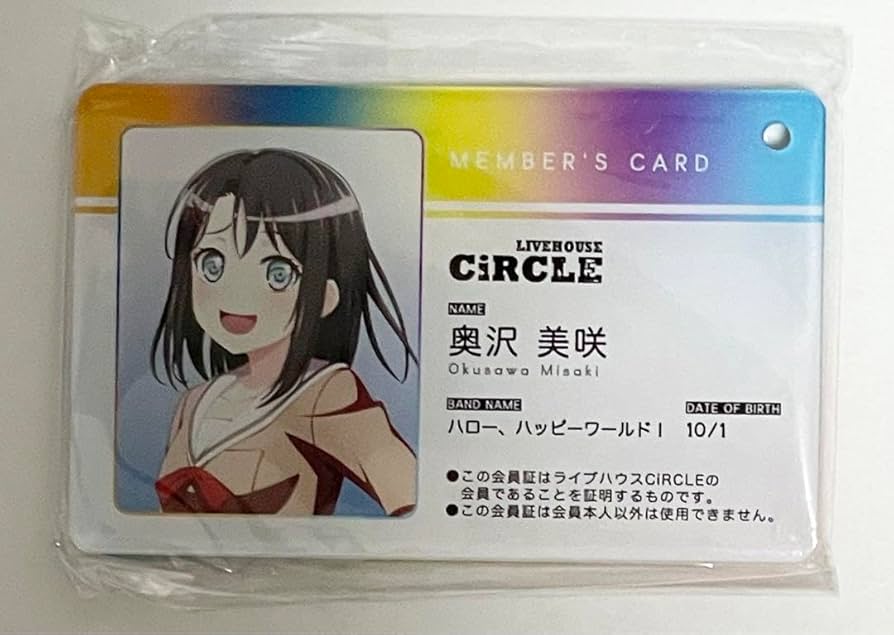 MEMBER'S CARD
LIVEHOUSE
CiRCLE
NAME
奥沢 美咲
Okusawa Misaki
BAND NAME
DATE OF BIRTH
ハロー、ハッピーワールド！
10/1
●この会員証はライブハウスCiRCLEの
会員であることを証明するものです。
●この会員証は会員本人以外は使用できません。